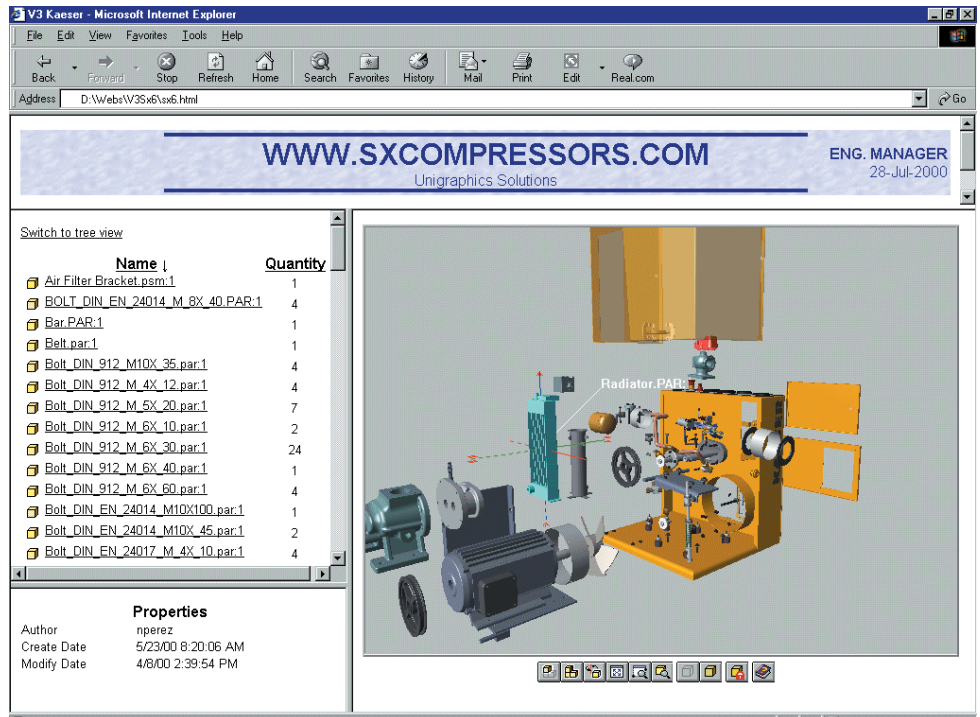 V3 Kaeser - Microsoft Internet Explorer
File Edit View Favorites Tools Help
Back Forward Stop Refresh Home Search Favorites History Mail Print Edit Real.com
Address D:\Webs\V3Sx6\sx6.html Go
WWW.SXCOMPRESSORS.COM
Unigraphics Solutions
ENG. MANAGER
28-Jul-2000
Switch to tree view
Name ↓ Quantity
Air Filter Bracket.psm:1 1
BOLT_DIN_EN_24014_M_8X_40.PAR:1 4
Bar.PAR:1 1
Belt.par:1 1
Bolt_DIN_912_M10X_35.par:1 4
Bolt_DIN_912_M_4X_12.par:1 4
Bolt_DIN_912_M_5X_20.par:1 7
Bolt_DIN_912_M_6X_10.par:1 2
Bolt_DIN_912_M_6X_30.par:1 24
Bolt_DIN_912_M_6X_40.par:1 1
Bolt_DIN_912_M_6X_60.par:1 4
Bolt_DIN_EN_24014_M10X100.par:1 1
Bolt_DIN_EN_24014_M10X_45.par:1 2
Bolt_DIN_EN_24017_M_4X_10.par:1 4
Radiator.PAR:
Properties
Author nperez
Create Date 5/23/00 8:20:06 AM
Modify Date 4/8/00 2:39:54 PM